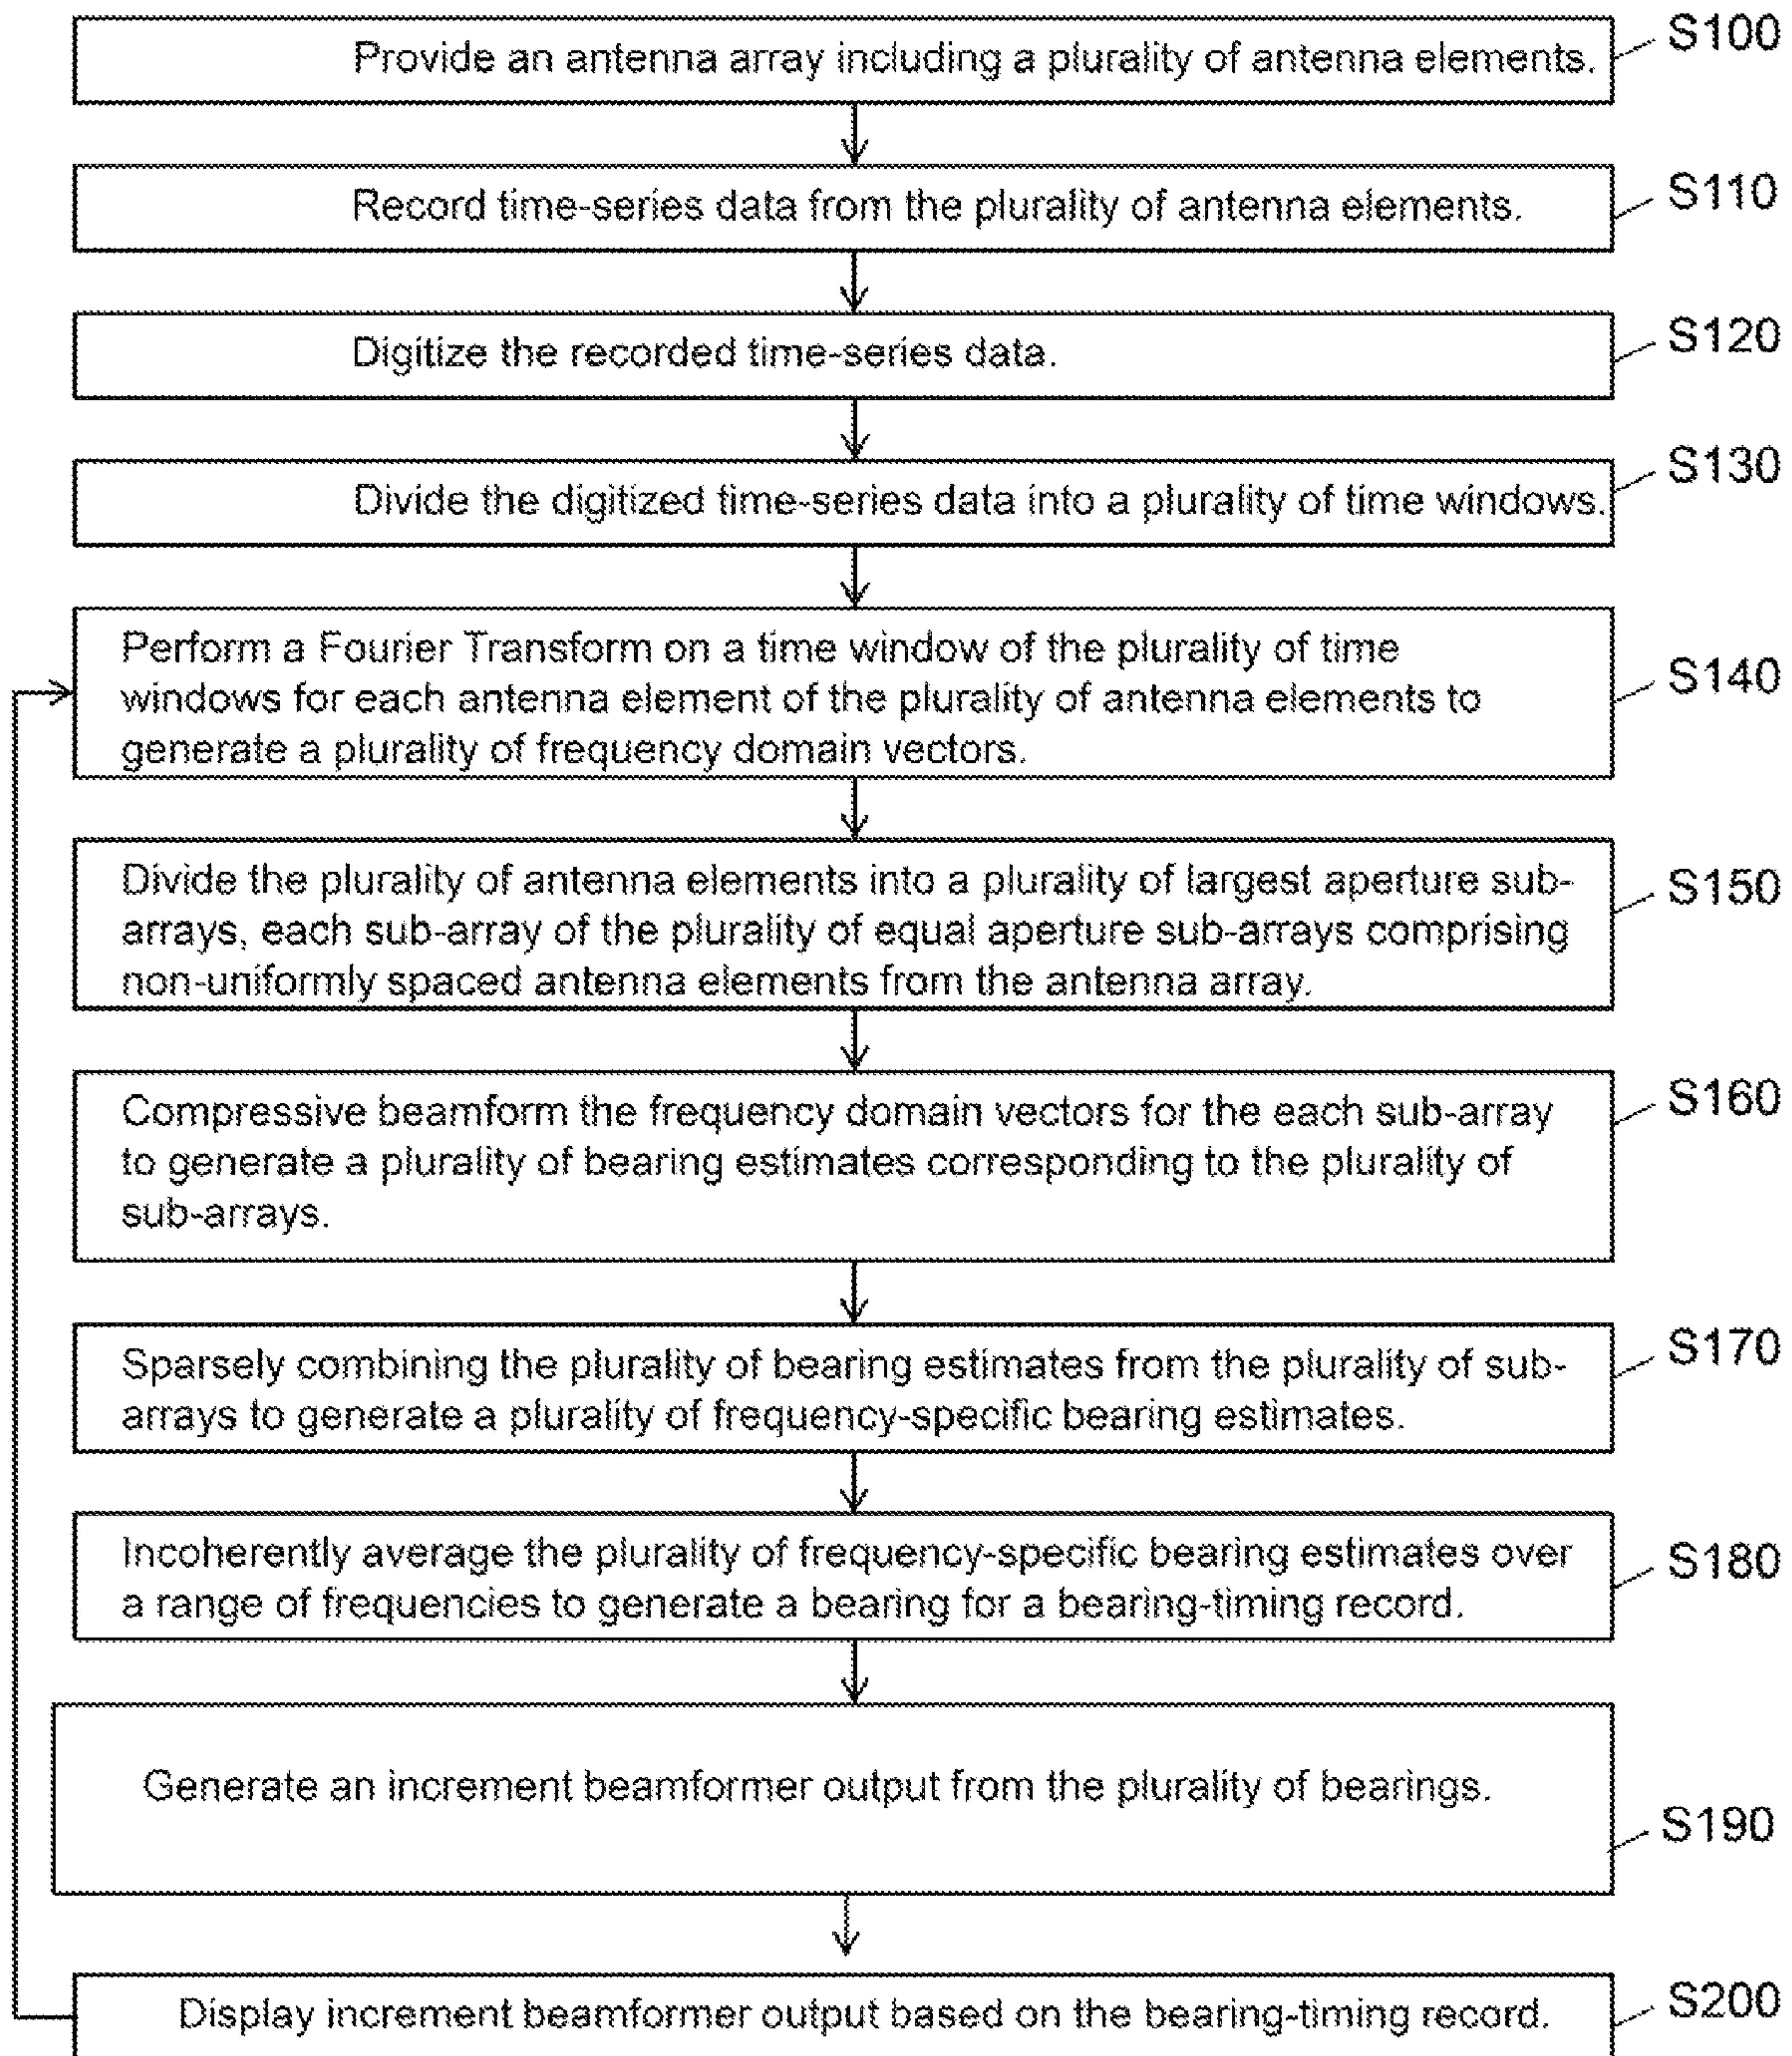 Provide an antenna array including a plurality of antenna elements.
S100
Record time-series data from the plurality of antenna elements.
S110
Digitize the recorded time-series data.
S120
Divide the digitized time-series data into a plurality of time windows.
S130
Perform a Fourier Transform on a time window of the plurality of time
windows for each antenna element of the plurality of antenna elements to
generate a plurality of frequency domain vectors.
S140
Divide the plurality of antenna elements into a plurality of largest aperture sub-
arrays, each sub-array of the plurality of equal aperture sub-arrays comprising
non-uniformly spaced antenna elements from the antenna array.
S150
Compressive beamform the frequency domain vectors for the each sub-array
to generate a plurality of bearing estimates corresponding to the plurality of
sub-arrays.
S160
Sparsely combining the plurality of bearing estimates from the plurality of sub-
arrays to generate a plurality of frequency-specific bearing estimates.
S170
Incoherently average the plurality of frequency-specific bearing estimates over
a range of frequencies to generate a bearing for a bearing-timing record.
S180
Generate an increment beamformer output from the plurality of bearings.
S190
Display increment beamformer output based on the bearing-timing record.
S200